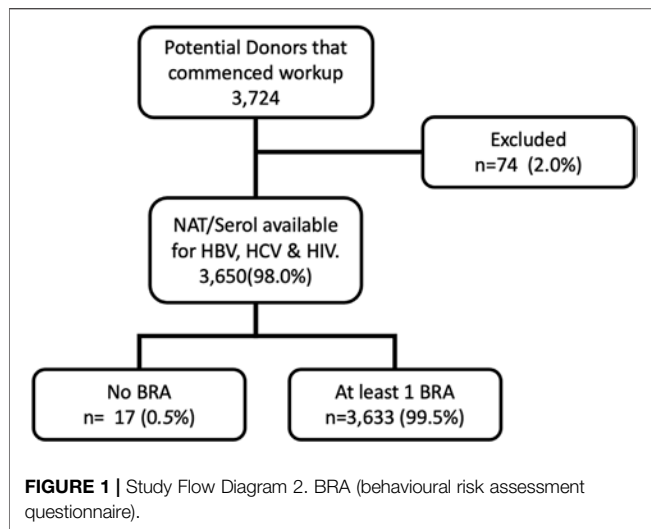 Potential Donors that
commenced workup
3,724
Excluded
n=74 (2.0%)
NAT/Serol available
for HBV, HCV & HIV.
3,650(98.0%)
No BRA
n= 17 (0.5%)
At least 1 BRA
n=3,633 (99.5%)
FIGURE 1 | Study Flow Diagram 2. BRA (behavioural risk assessment
questionnaire).